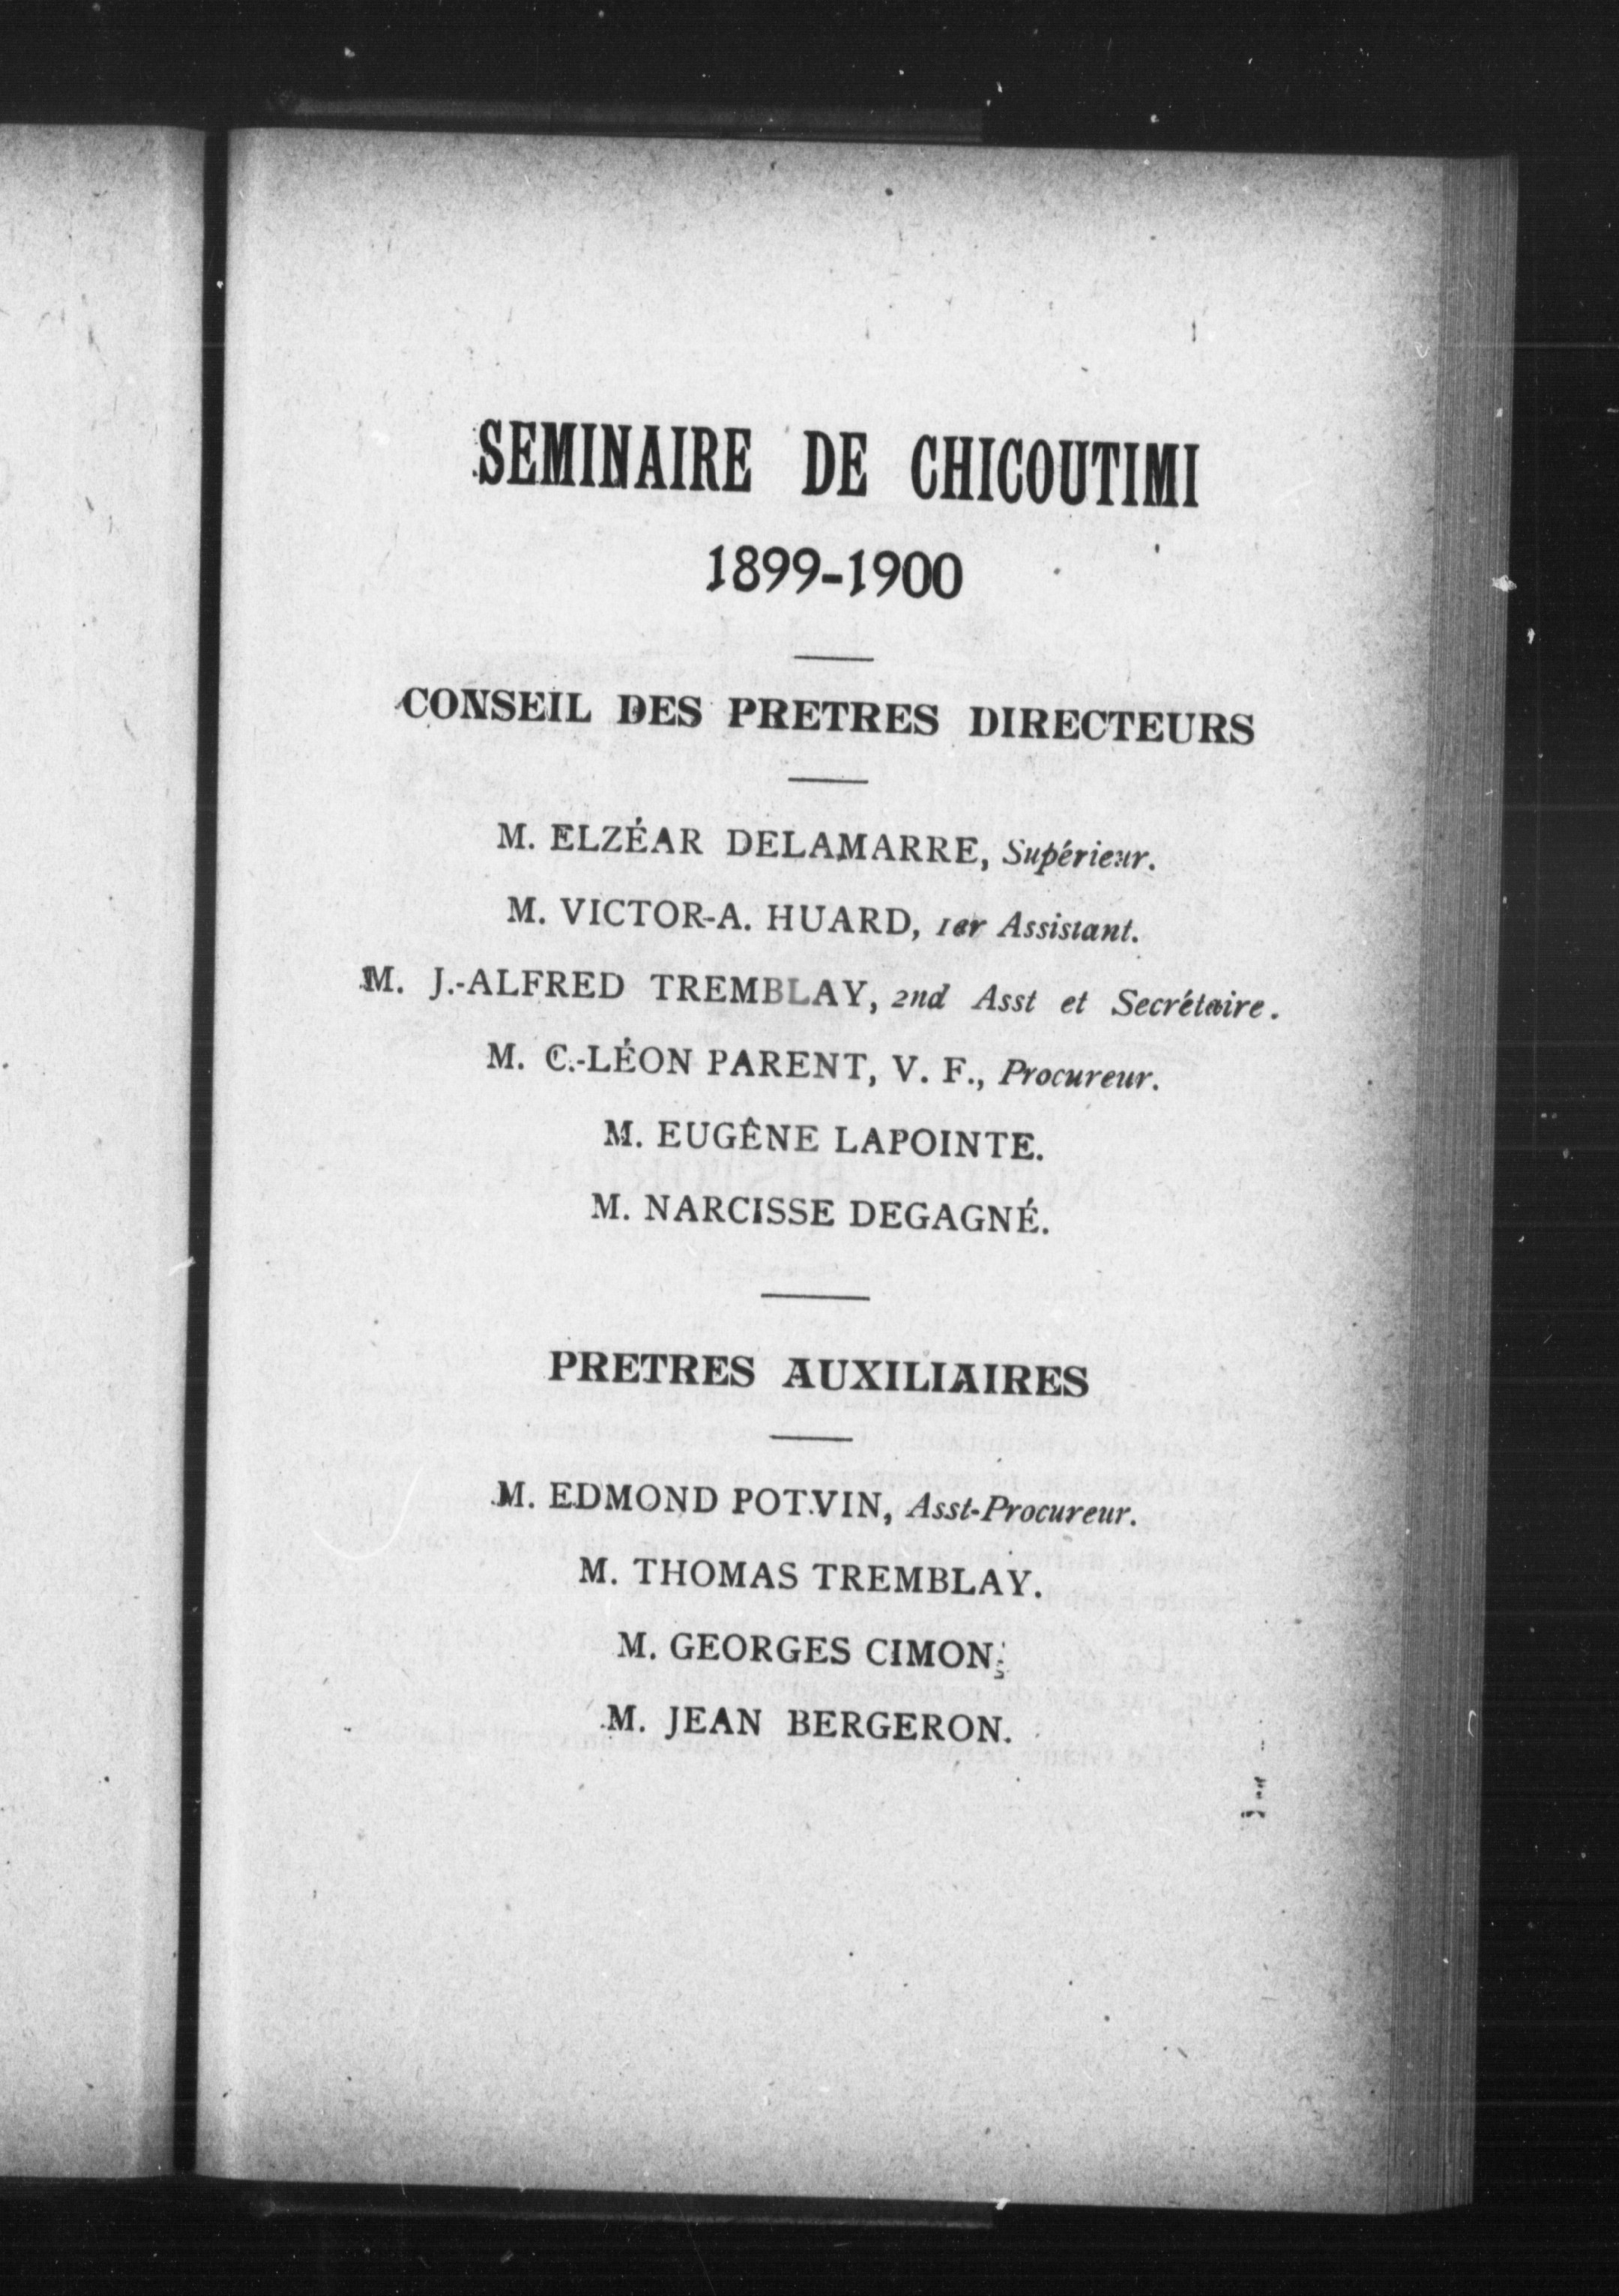 SEMINAIRE DE CHICOUTIMI
1899-1900
CONSEIL DES PRETRES DIRECTEURS
M. ELZÉAR DELAMARRE, Supérieur.
M. VICTOR-A. HUARD, 1er Assistant.
M. J.-ALFRED TREMBLAY, 2nd Asst et Secrétaire.
M. C.-LÉON PARENT, V. F., Procureur.
M. EUGÊNE LAPOINTE.
M. NARCISSE DEGAGNÉ.
PRETRES AUXILIAIRES
M. EDMOND POTVIN, Asst-Procureur.
M. THOMAS TREMBLAY.
M. GEORGES CIMON.
M. JEAN BERGERON.